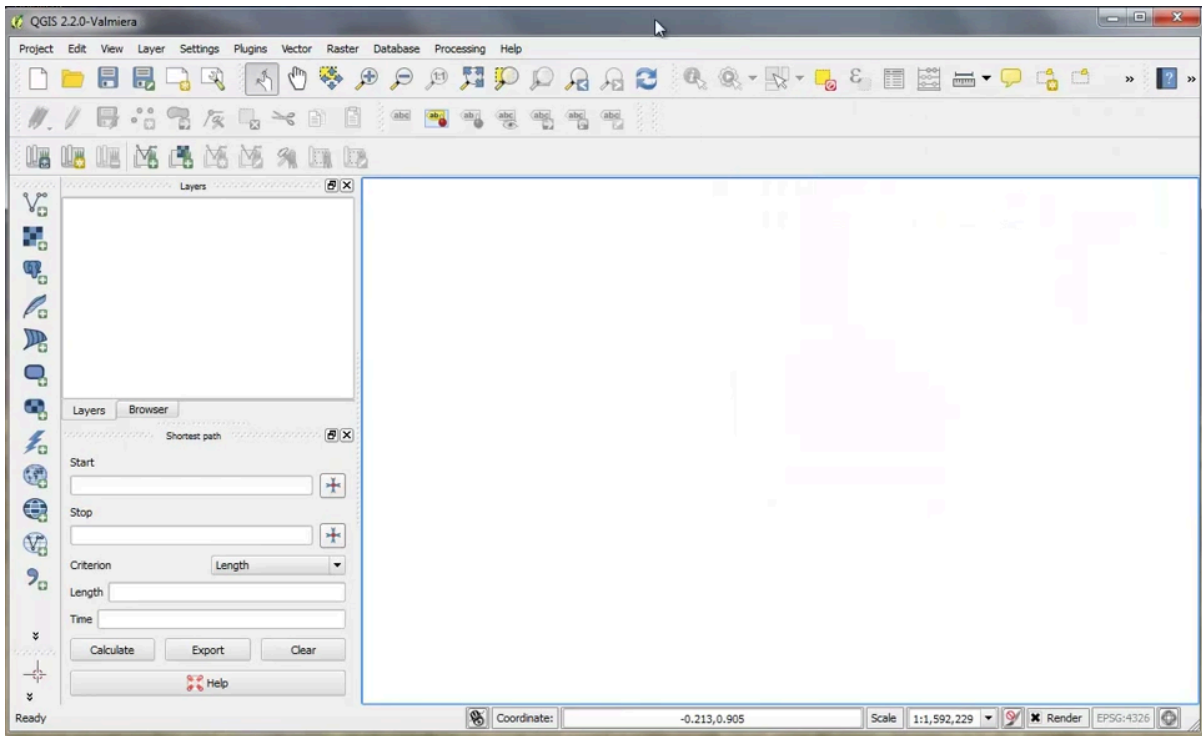 QGIS 2.2.0-Valmiera
Project Edit View Layer Settings Plugins Vector Raster Database Processing Help
Layers
Layers Browser
Shortest path
Start
Stop
Criterion Length
Length
Time
Calculate Export Clear
Help
Ready Coordinate: -0.213,0.905 Scale 1:1,592,229 Render EPSG:4326